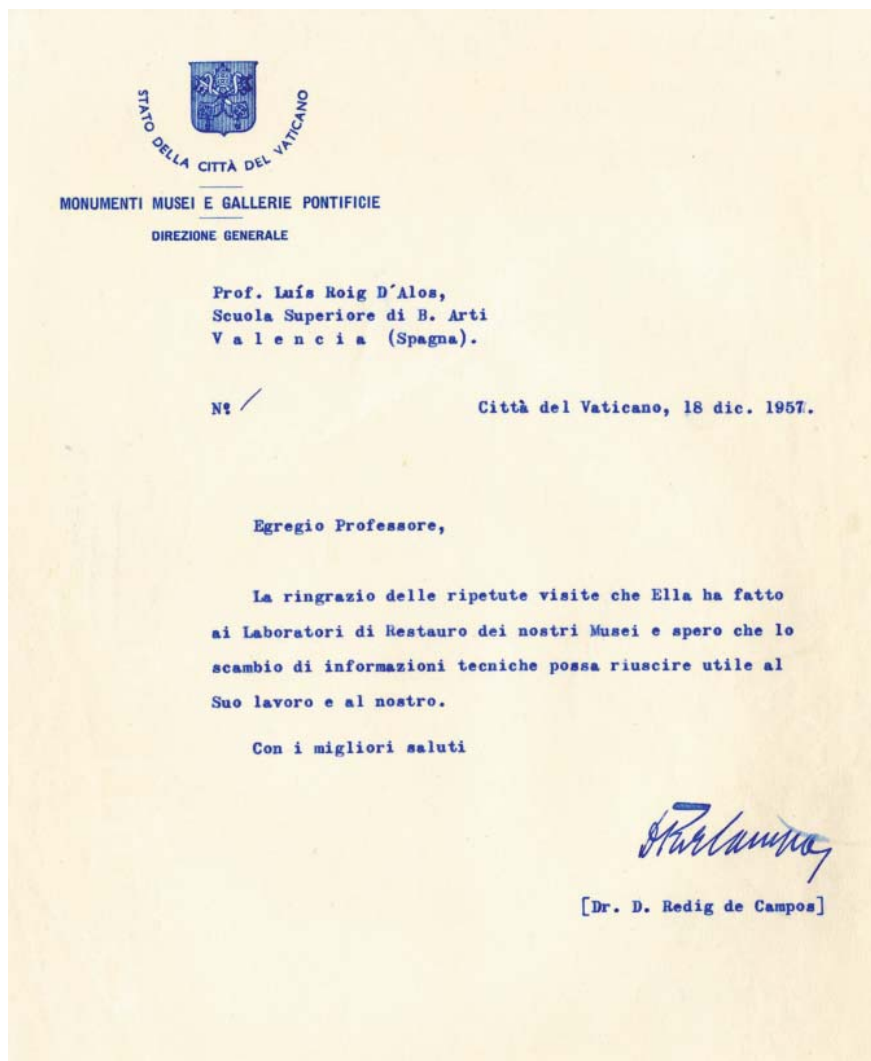 STATO DELLA CITTÀ DEL VATICANO
MONUMENTI MUSEI E GALLERIE PONTIFICIE
DIREZIONE GENERALE
Prof. Luís Roig D´Alos,
Scuola Superiore di B. Arti
V a l e n c i a (Spagna).
Nº /
Città del Vaticano, 18 dic. 1957.
Egregio Professore,
La ringrazio delle ripetute visite che Ella ha fatto
ai Laboratori di Restauro dei nostri Musei e spero che lo
scambio di informazioni tecniche possa riuscire utile al
Suo lavoro e al nostro.
Con i migliori saluti
[Dr. D. Redig de Campos]